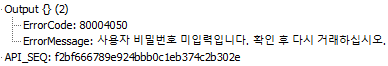 Output {} (2)
ErrorCode: 80004050
ErrorMessage: 사용자 비밀번호 미입력입니다. 확인 후 다시 거래하십시오.
API_SEQ: f2bf666789e924bbb0c1eb374c2b302e